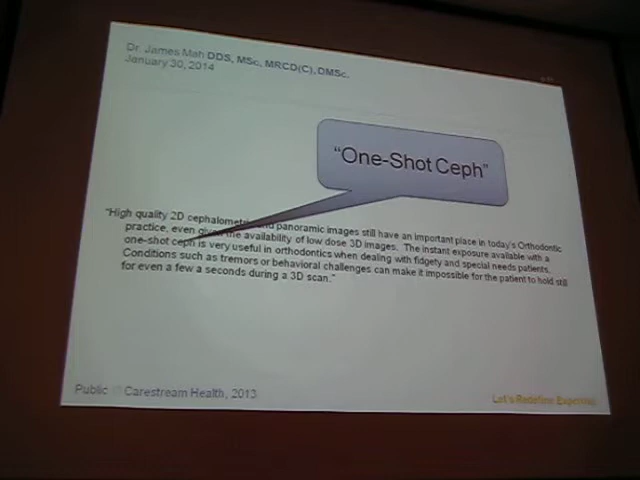 Dr. James Mah DDS, MSc, MRCD(C), DMSc.
January 30, 2014
"One-Shot Ceph"
"High quality 2D cephalometric and panoramic images still have an important place in today's Orthodontic
practice, even given the availability of low dose 3D images. The instant exposure available with a
one-shot ceph is very useful in orthodontics when dealing with fidgety and special needs patients.
Conditions such as tremors or behavioral challenges can make it impossible for the patient to hold still
for even a few a seconds during a 3D scan."
Public © Carestream Health, 2013
Let's Redefine Expertise